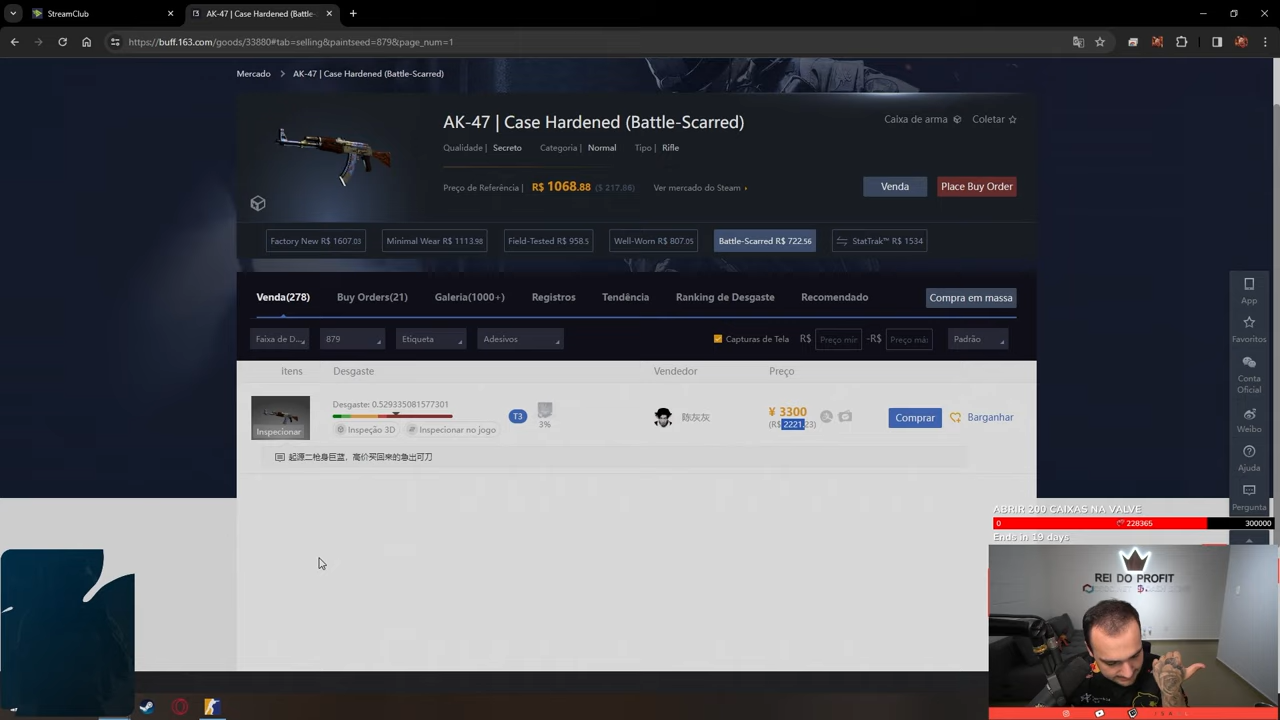 StreamClub
AK-47 | Case Hardened (Battle-
https://buff.163.com/goods/33880#tab=selling&paintseed=879&page_num=1
Mercado > AK-47 | Case Hardened (Battle-Scarred)
AK-47 | Case Hardened (Battle-Scarred)
Caixa de arma
Coletar
Qualidade | Secreto Categoria | Normal Tipo | Rifle
Preço de Referência | R$ 1068.88 ($ 217.86) Ver mercado do Steam
Venda
Place Buy Order
Factory New R$ 1607.03
Minimal Wear R$ 1113.98
Field-Tested R$ 958.5
Well-Worn R$ 807.05
Battle-Scarred R$ 722.56
StatTrak™ R$ 1534
Venda(278)
Buy Orders(21)
Galeria(1000+)
Registros
Tendência
Ranking de Desgaste
Recomendado
Compra em massa
Faixa de D...
879
Etiqueta
Adesivos
Capturas de Tela
R$ Preço mín -R$ Preço má
Padrão
itens Desgaste Vendedor Preço
Desgaste: 0.529335081577301
Inspecionar
Inspeção 3D
Inspecionar no jogo
T3
3%
陈灰灰
¥ 3300
(R$ 2221.23)
Comprar
Barganhar
起源二枪身巨蓝，高价买回来的急出可刀
App
Favoritos
Conta
Oficial
Weibo
Ajuda
Pergunta
ABRIR 200 CAIXAS NA VALVE
0 228365 300000
Ends in 19 days
REI DO PROFIT